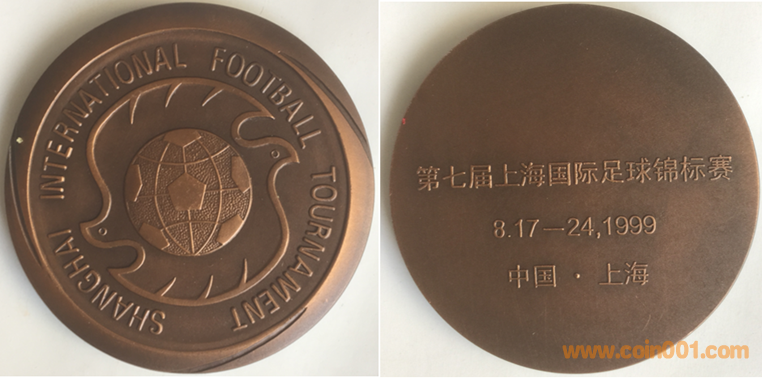 SHANGHAI INTERNATIONAL FOOTBALL TOURNAMENT
第七届上海国际足球锦标赛
8.17—24,1999
中国·上海
www.coin001.com